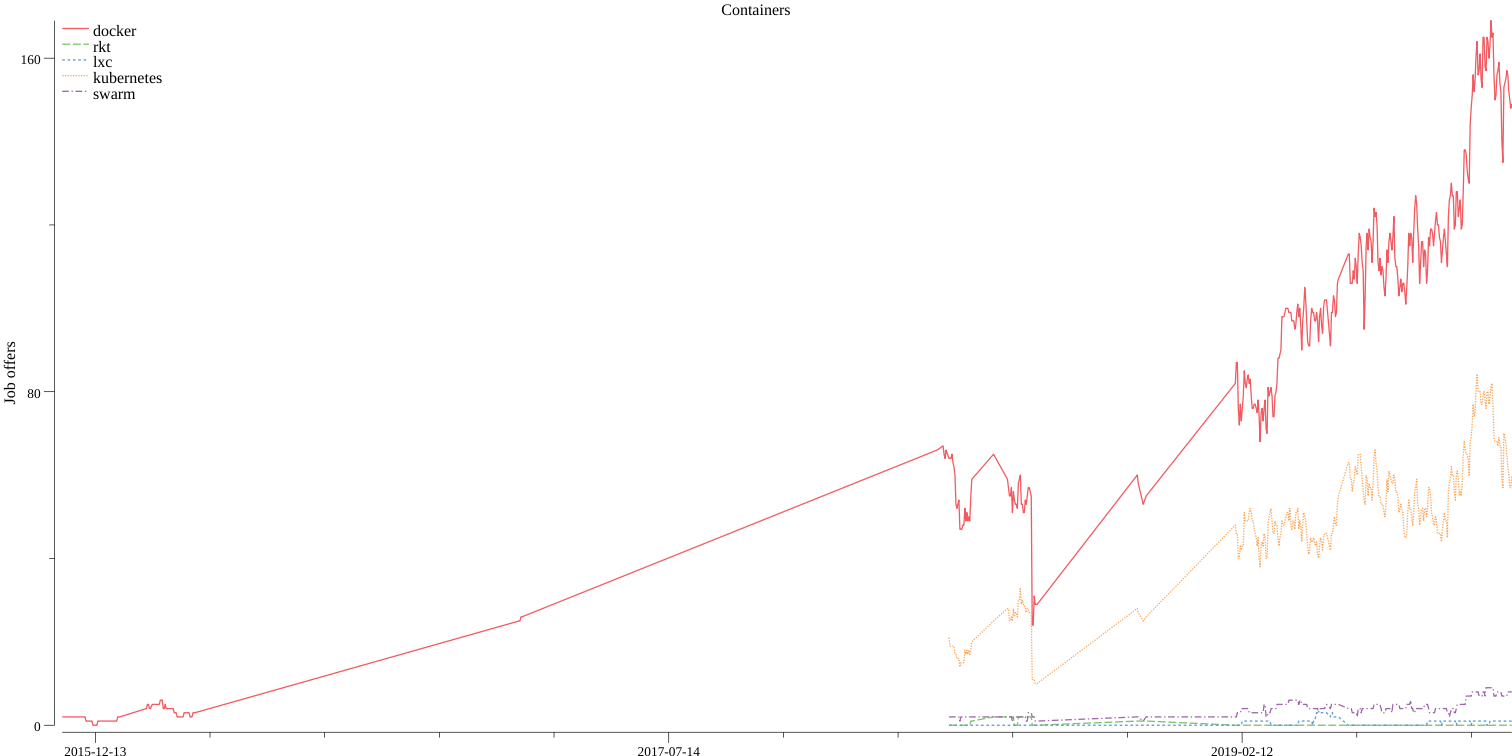 Containers
docker
rkt
lxc
kubernetes
swarm
160
80
0
Job offers
2015-12-13
2017-07-14
2019-02-12